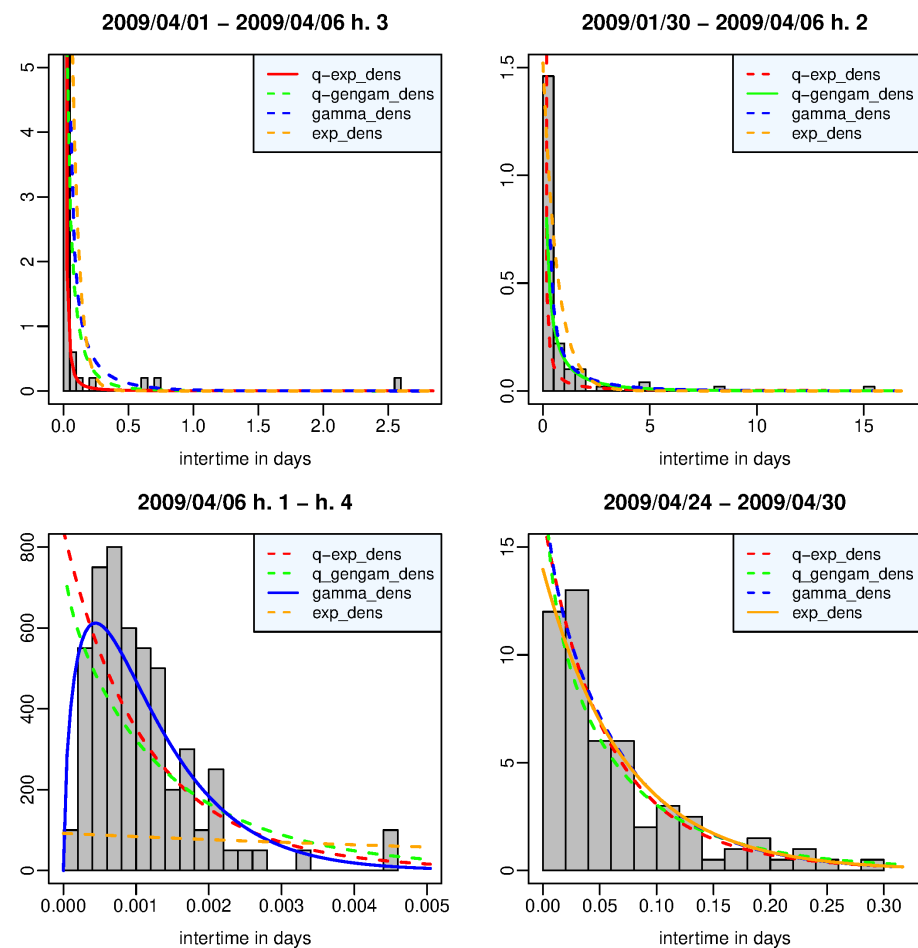 2009/04/01 − 2009/04/06 h. 3
5
4
3
2
1
0
q−exp_dens
q−gengam_dens
gamma_dens
exp_dens
0.0 0.5 1.0 1.5 2.0 2.5
intertime in days
2009/01/30 − 2009/04/06 h. 2
1.5
1.0
0.5
0.0
q−exp_dens
q−gengam_dens
gamma_dens
exp_dens
0 5 10 15
intertime in days
2009/04/06 h. 1 − h. 4
800
600
400
200
0
q−exp_dens
q_gengam_dens
gamma_dens
exp_dens
0.000 0.001 0.002 0.003 0.004 0.005
intertime in days
2009/04/24 − 2009/04/30
15
10
5
0
q−exp_dens
q_gengam_dens
gamma_dens
exp_dens
0.00 0.05 0.10 0.15 0.20 0.25 0.30
intertime in days